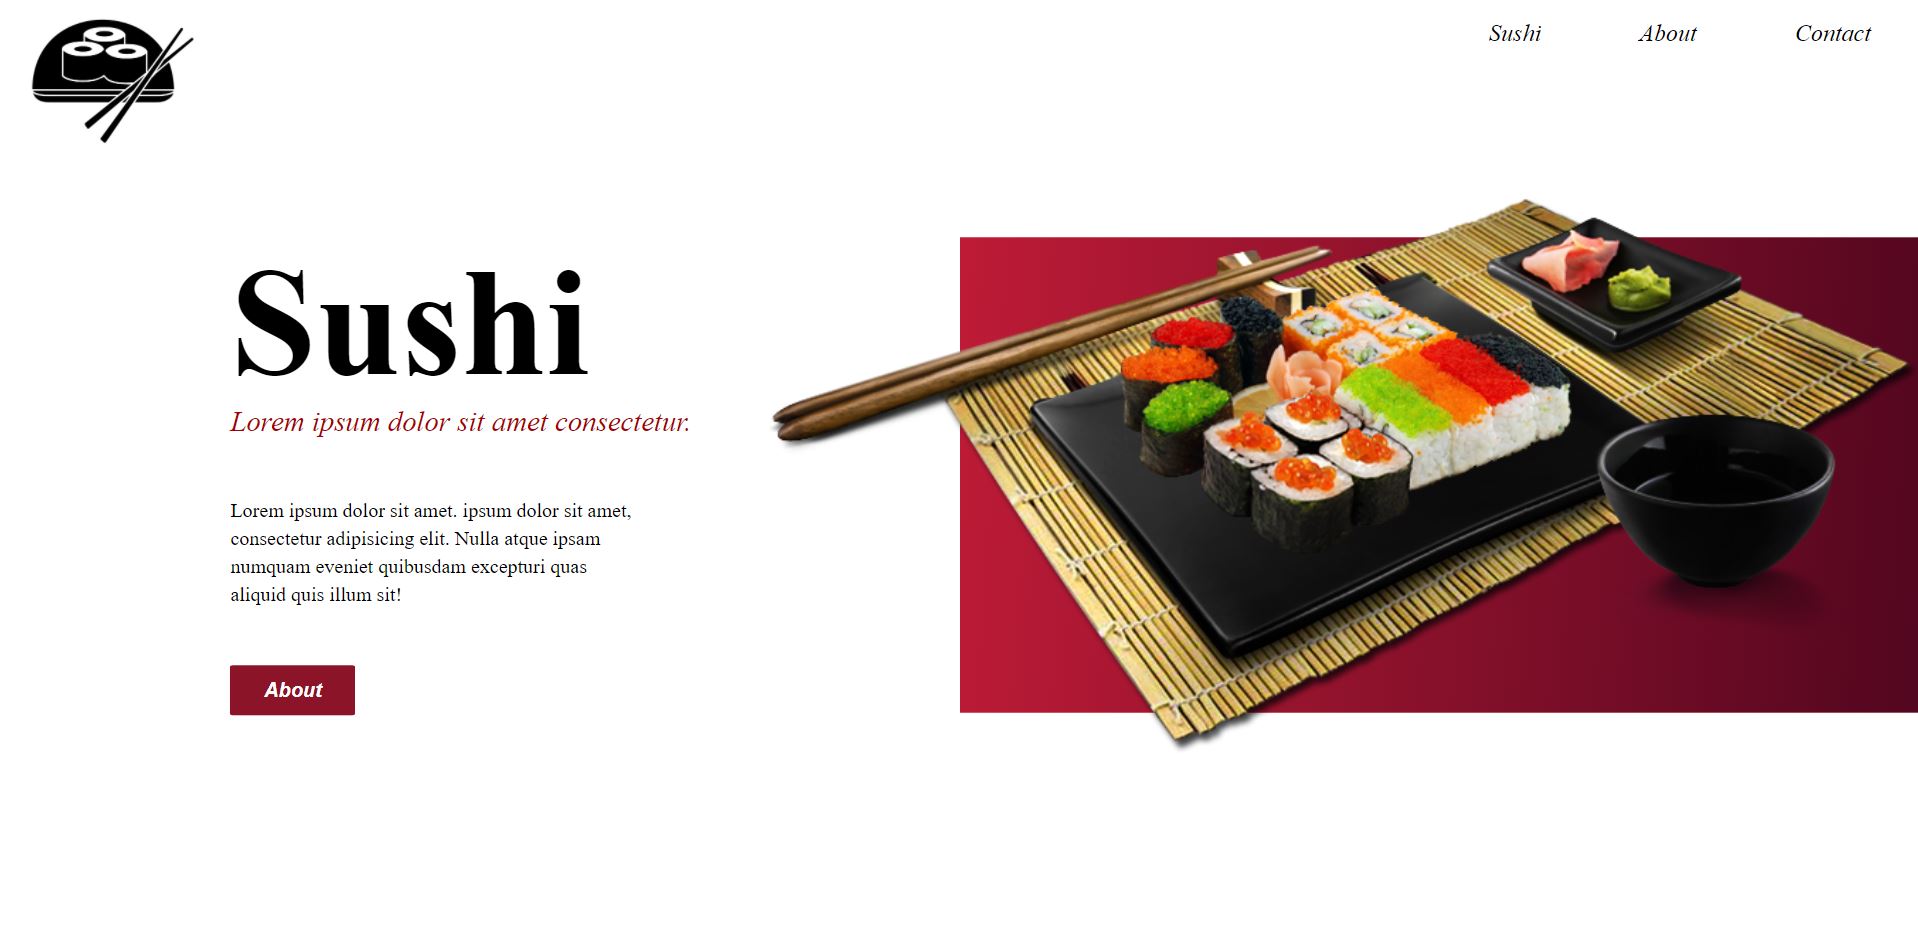 Sushi
About
Contact
Sushi
Lorem ipsum dolor sit amet consectetur.
Lorem ipsum dolor sit amet. ipsum dolor sit amet,
consectetur adipisicing elit. Nulla atque ipsam
numquam eveniet quibusdam excepturi quas
aliquid quis illum sit!
About